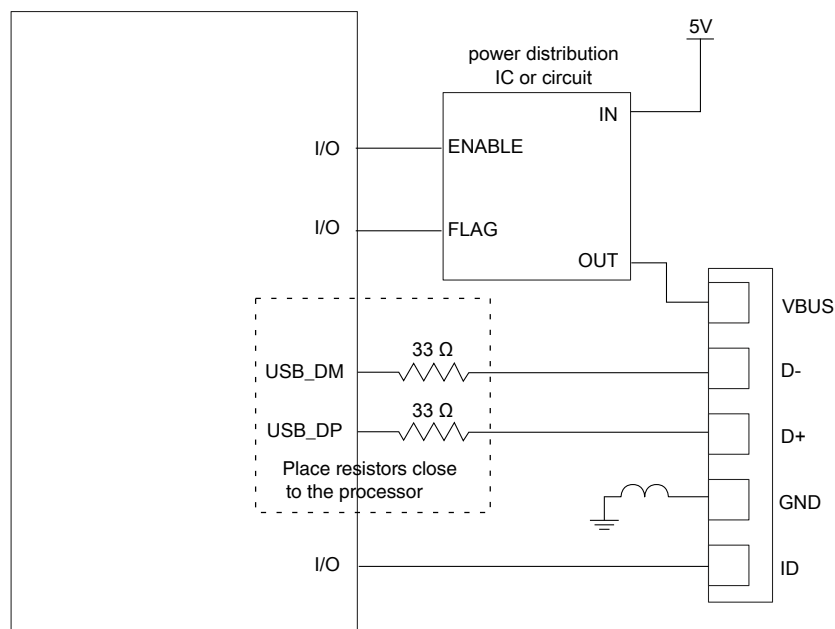 5V
power distribution
IC or circuit
IN
I/O
ENABLE
I/O
FLAG
OUT
VBUS
33 Ω
USB_DM
D-
33 Ω
USB_DP
D+
Place resistors close
to the processor
GND
I/O
ID